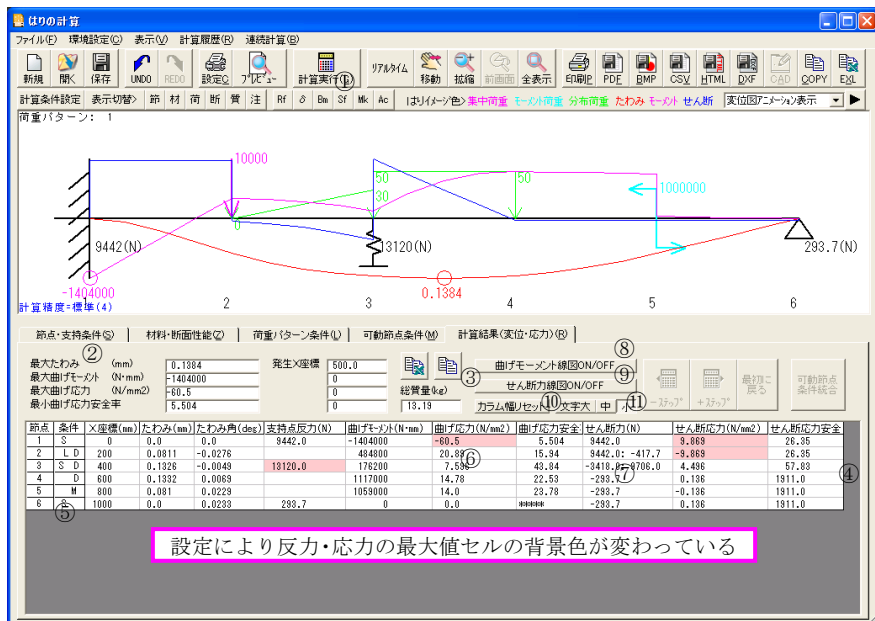 はりの計算
ファイル(F) 環境設定(C) 表示(V) 計算履歴(R) 連続計算(B)
新規 開く 保存 UNDO REDO 設定C プレビュー 計算実行(R) ① リアルタイム 移動 拡縮 前画面 全表示 印刷P PDF BMP CSV HTML DXF CAD COPY EXL
計算条件設定 表示切替> 節 材 荷 断 質 注 Rf δ Bm Sf Mk Ac はりイメージ色> 集中荷重 モーメント荷重 分布荷重 たわみ モーメント せん断 変位図アニメーション表示
荷重パターン: 1
10000
50
30
50
1000000
0
9442(N)
13120(N)
293.7(N)
-1404000
0.1384
計算精度=標準(4)
2 3 4 5 6
節点・支持条件(S) 材料・断面性能(Z) 荷重パターン条件(L) 可動節点条件(M) 計算結果(変位・応力)(R)
②
最大たわみ (mm) 0.1384 発生X座標 500.0
最大曲げモーメント (N・mm) -1404000 0
最大曲げ応力 (N/mm2) -60.5 0 総質量(kg)
最小曲げ応力安全率 5.504 0 13.19
③
曲げモーメント線図ON/OFF ⑧
せん断力線図ON/OFF ⑨
カラム幅リセット ⑩ 文字大 中 小 ⑪
-ステップ +ステップ 最初に戻る 可動節点条件統合
節点 条件 X座標(mm) たわみ(mm) たわみ角(deg) 支持点反力(N) 曲げモーメント(N・mm) 曲げ応力(N/mm2) 曲げ応力安全 せん断力(N) せん断応力(N/mm2) せん断応力安全
1 S 0 0.0 0.0 9442.0 -1404000 -60.5 5.504 9442.0 9.869 26.35
2 L D 200 0.0811 -0.0276 484800 20.89 15.94 9442.0: -417.7 -9.869 26.35
3 S D 400 0.1326 -0.0049 13120.0 176200 7.596 ⑥ 43.84 -3418.0: 9706.0 4.496 57.83
4 D 600 0.1332 0.0069 1117000 14.78 22.53 -293.7 ⑦ 0.136 1911.0 ④
5 M 800 0.081 0.0229 1059000 14.0 23.78 -293.7 -0.136 1911.0
6 1000 0.0 0.0233 293.7 0 0.0 ***** -293.7 0.136 1911.0
⑤
設定により反力・応力の最大値セルの背景色が変わっている